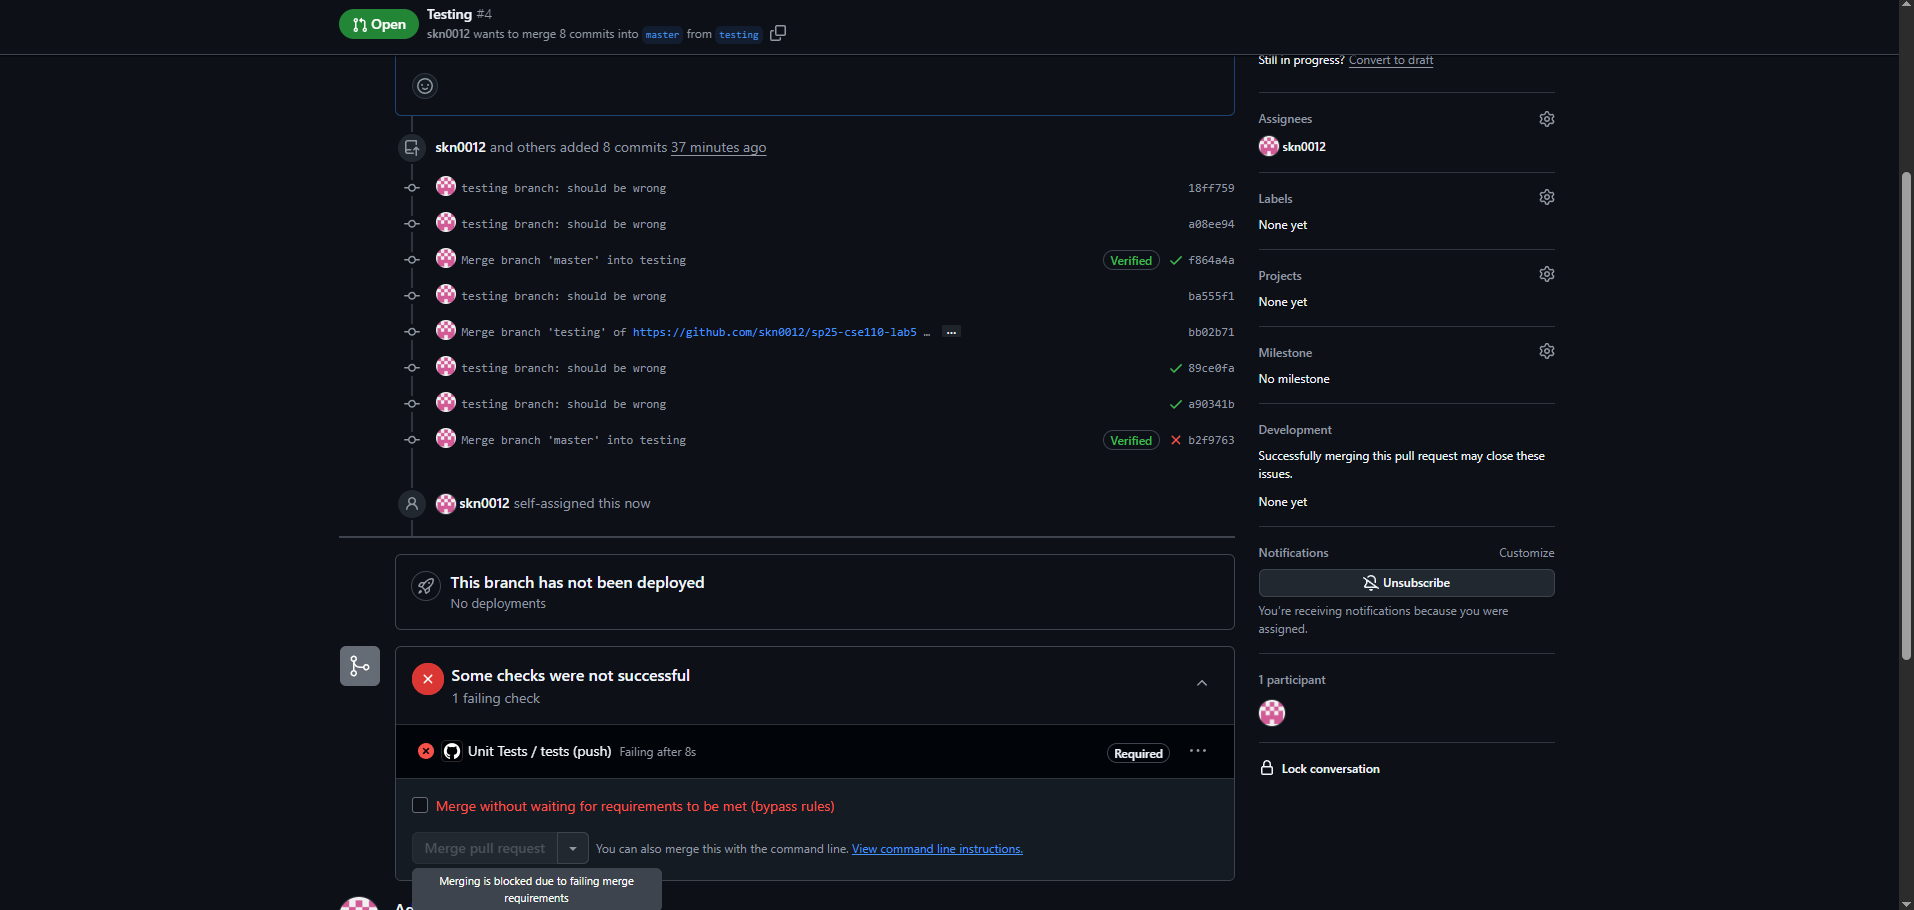 Open
Testing #4
skn0012 wants to merge 8 commits into master from testing
skn0012 and others added 8 commits 37 minutes ago
testing branch: should be wrong 18ff759
testing branch: should be wrong a08ee94
Merge branch 'master' into testing Verified f864a4a
testing branch: should be wrong ba555f1
Merge branch 'testing' of https://github.com/skn0012/sp25-cse110-lab5 … ... bb02b71
testing branch: should be wrong 89ce0fa
testing branch: should be wrong a90341b
Merge branch 'master' into testing Verified b2f9763
skn0012 self-assigned this now
This branch has not been deployed
No deployments
Some checks were not successful
1 failing check
Unit Tests / tests (push) Failing after 8s Required
Merge without waiting for requirements to be met (bypass rules)
Merge pull request You can also merge this with the command line. View command line instructions.
Merging is blocked due to failing merge
requirements
Still in progress? Convert to draft
Assignees
skn0012
Labels
None yet
Projects
None yet
Milestone
No milestone
Development
Successfully merging this pull request may close these
issues.
None yet
Notifications Customize
Unsubscribe
You're receiving notifications because you were
assigned.
1 participant
Lock conversation